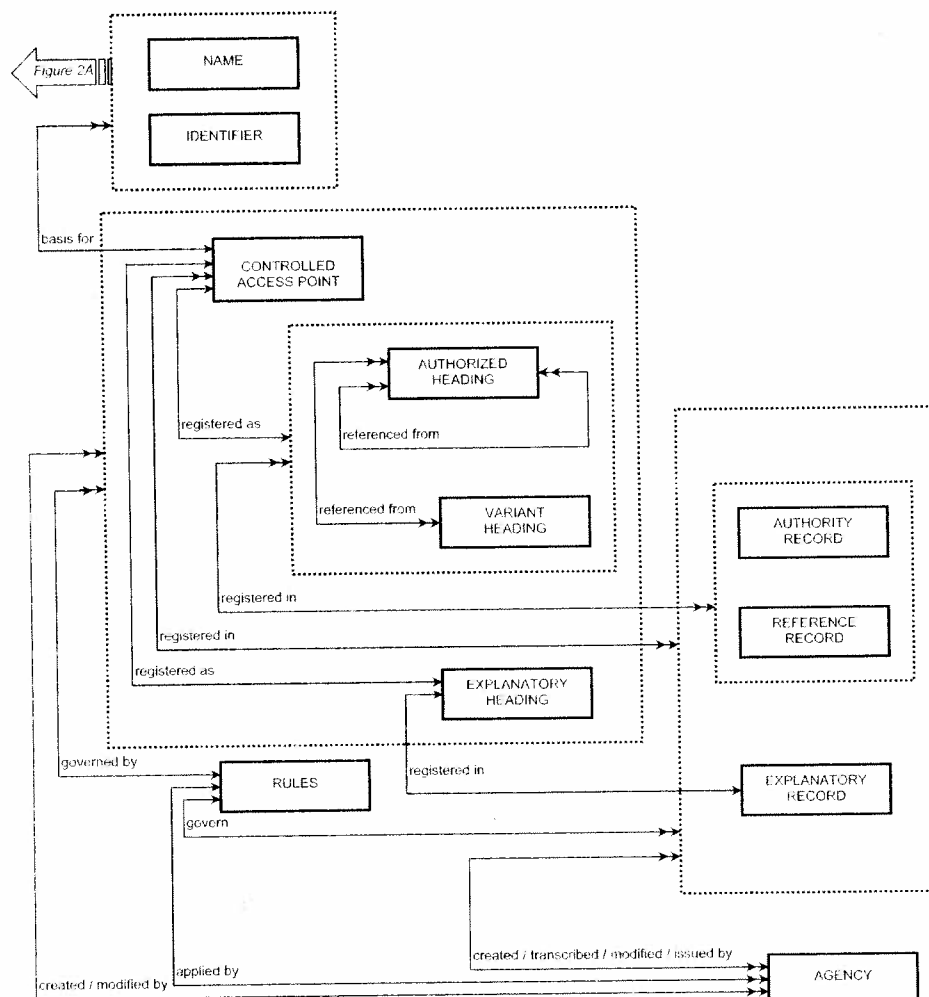 NAME
Figure 2A
IDENTIFIER
basis for
CONTROLLED
ACCESS POINT
AUTHORIZED
HEADING
registered as
referenced from
referenced from
VARIANT
HEADING
AUTHORITY
RECORD
registered in
REFERENCE
RECORD
registered in
registered as
EXPLANATORY
HEADING
governed by
RULES
registered in
EXPLANATORY
RECORD
govern
created / transcribed / modified / issued by
applied by
AGENCY
created / modified by